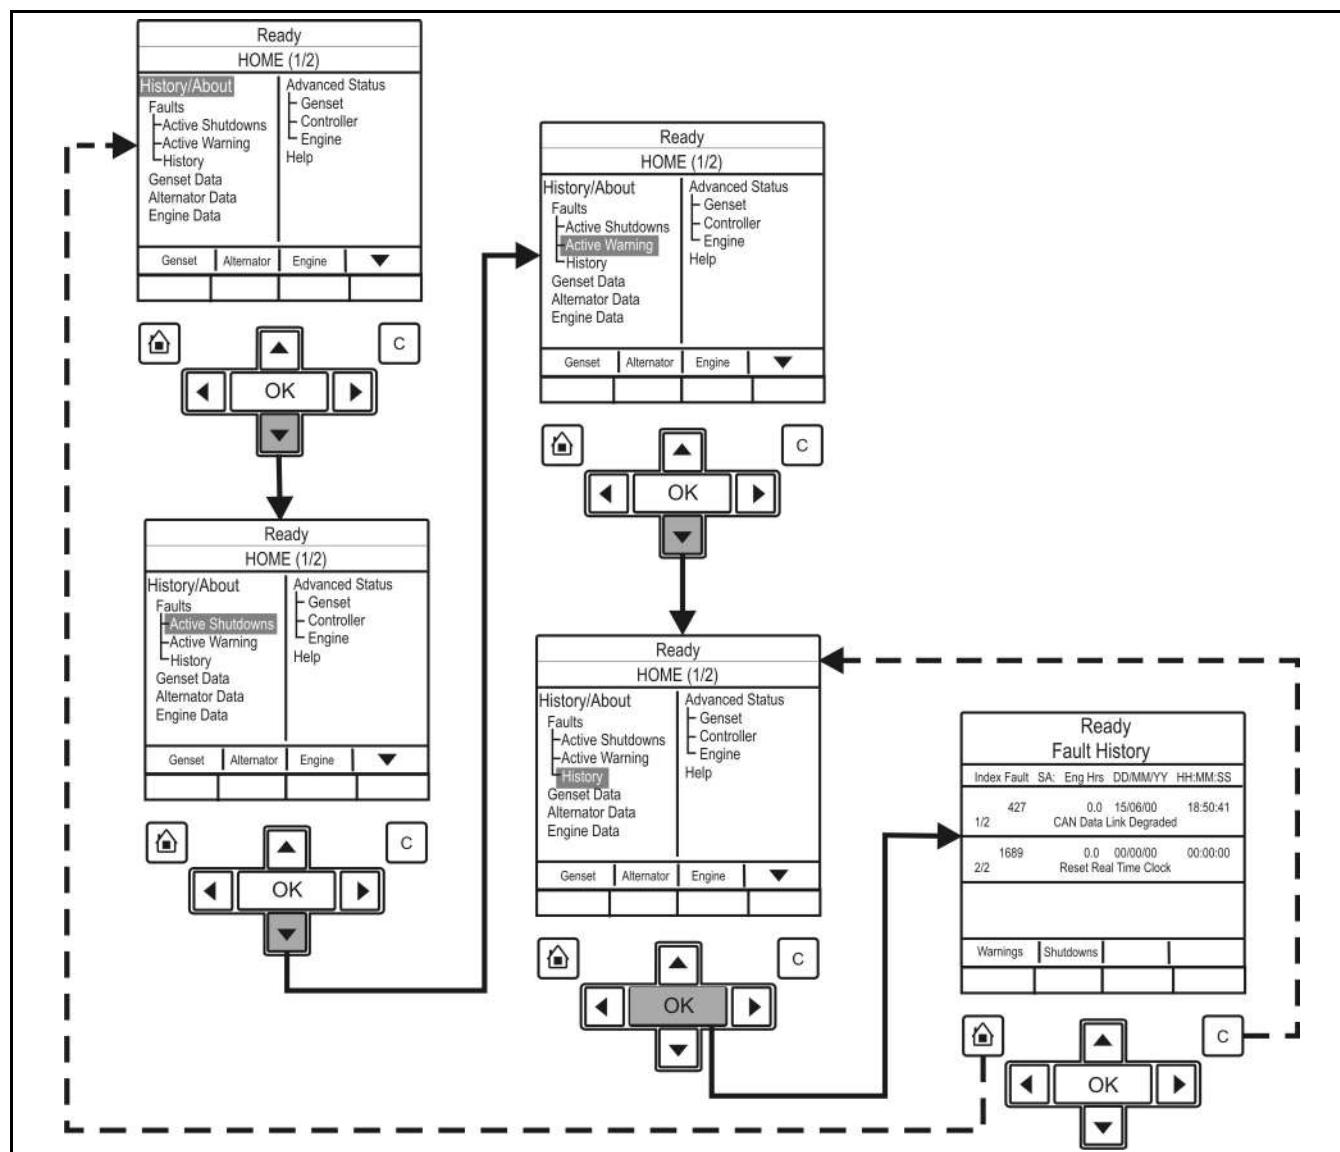 Ready
HOME (1/2)
History/About
Faults
Active Shutdowns
Active Warning
History
Genset Data
Alternator Data
Engine Data
Advanced Status
Genset
Controller
Engine
Help
Genset Alternator Engine
C
OK
Ready
HOME (1/2)
History/About
Faults
Active Shutdowns
Active Warning
History
Genset Data
Alternator Data
Engine Data
Advanced Status
Genset
Controller
Engine
Help
Genset Alternator Engine
C
OK
Ready
HOME (1/2)
History/About
Faults
Active Shutdowns
Active Warning
History
Genset Data
Alternator Data
Engine Data
Advanced Status
Genset
Controller
Engine
Help
Genset Alternator Engine
C
OK
Ready
HOME (1/2)
History/About
Faults
Active Shutdowns
Active Warning
History
Genset Data
Alternator Data
Engine Data
Advanced Status
Genset
Controller
Engine
Help
Genset Alternator Engine
C
OK
Ready
Fault History
Index Fault SA: Eng Hrs DD/MM/YY HH:MM:SS
427 0.0 15/06/00 18:50:41
1/2 CAN Data Link Degraded
1689 0.0 00/00/00 00:00:00
2/2 Reset Real Time Clock
Warnings Shutdowns
C
OK